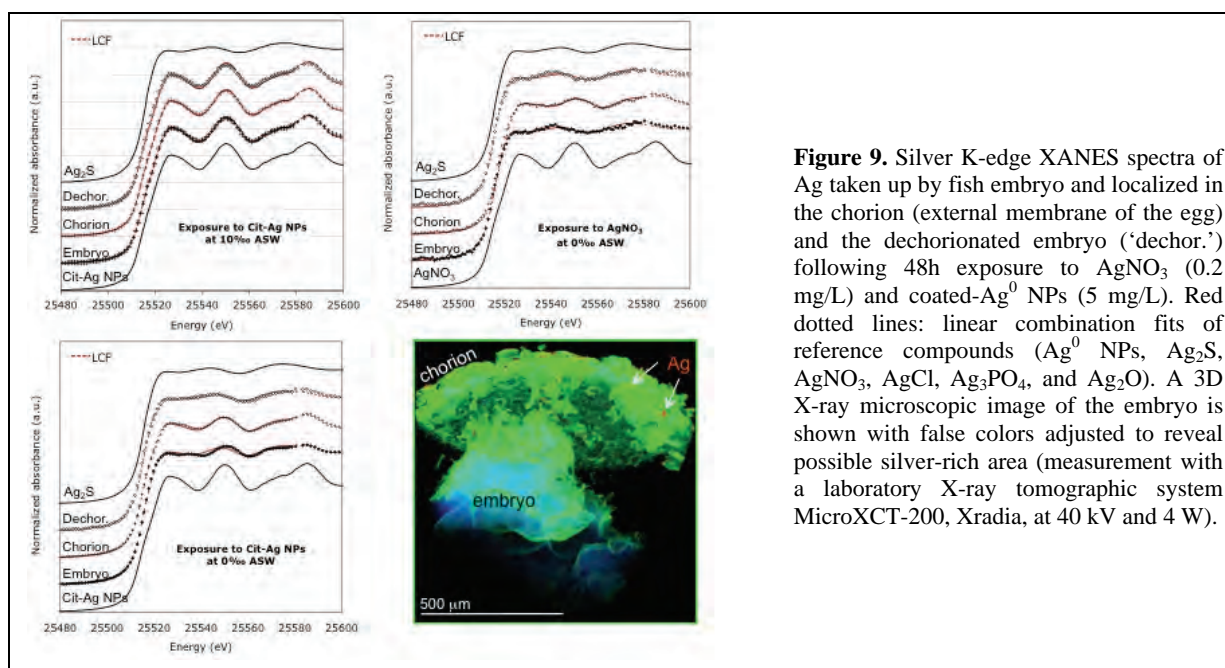 ---LCF
Normalized absorbance (a.u.)
Ag2S
Dechor.
Chorion
Embryo
Cit-Ag NPs
Exposure to Cit-Ag NPs
at 10‰ ASW
25480 25500 25520 25540 25560 25580 25600
Energy (eV)
---LCF
Normalized absorbance (a.u.)
Ag2S
Dechor.
Chorion
Embryo
AgNO3
Exposure to AgNO3
at 0‰ ASW
25480 25500 25520 25540 25560 25580 25600
Energy (eV)
---LCF
Normalized absorbance (a.u.)
Ag2S
Dechor.
Chorion
Embryo
Cit-Ag NPs
Exposure to Cit-Ag NPs
at 0‰ ASW
25480 25500 25520 25540 25560 25580 25600
Energy (eV)
chorion
Ag
embryo
500 µm
Figure 9. Silver K-edge XANES spectra of
Ag taken up by fish embryo and localized in
the chorion (external membrane of the egg)
and the dechorionated embryo (‘dechor.’)
following 48h exposure to AgNO3 (0.2
mg/L) and coated-Ag0 NPs (5 mg/L). Red
dotted lines: linear combination fits of
reference compounds (Ag0 NPs, Ag2S,
AgNO3, AgCl, Ag3PO4, and Ag2O). A 3D
X-ray microscopic image of the embryo is
shown with false colors adjusted to reveal
possible silver-rich area (measurement with
a laboratory X-ray tomographic system
MicroXCT-200, Xradia, at 40 kV and 4 W).